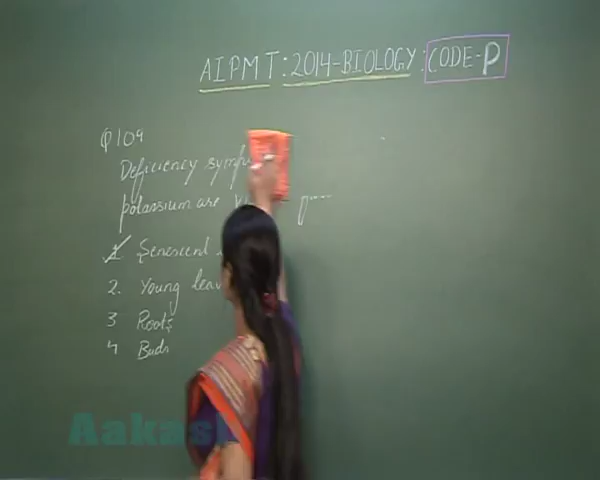 AIPMT: 2014-BIOLOGY: CODE-P
Q109
Deficiency symp
potassium are
1. Senescent
2. Young leav
3 Roots
4 Buds
Aakash